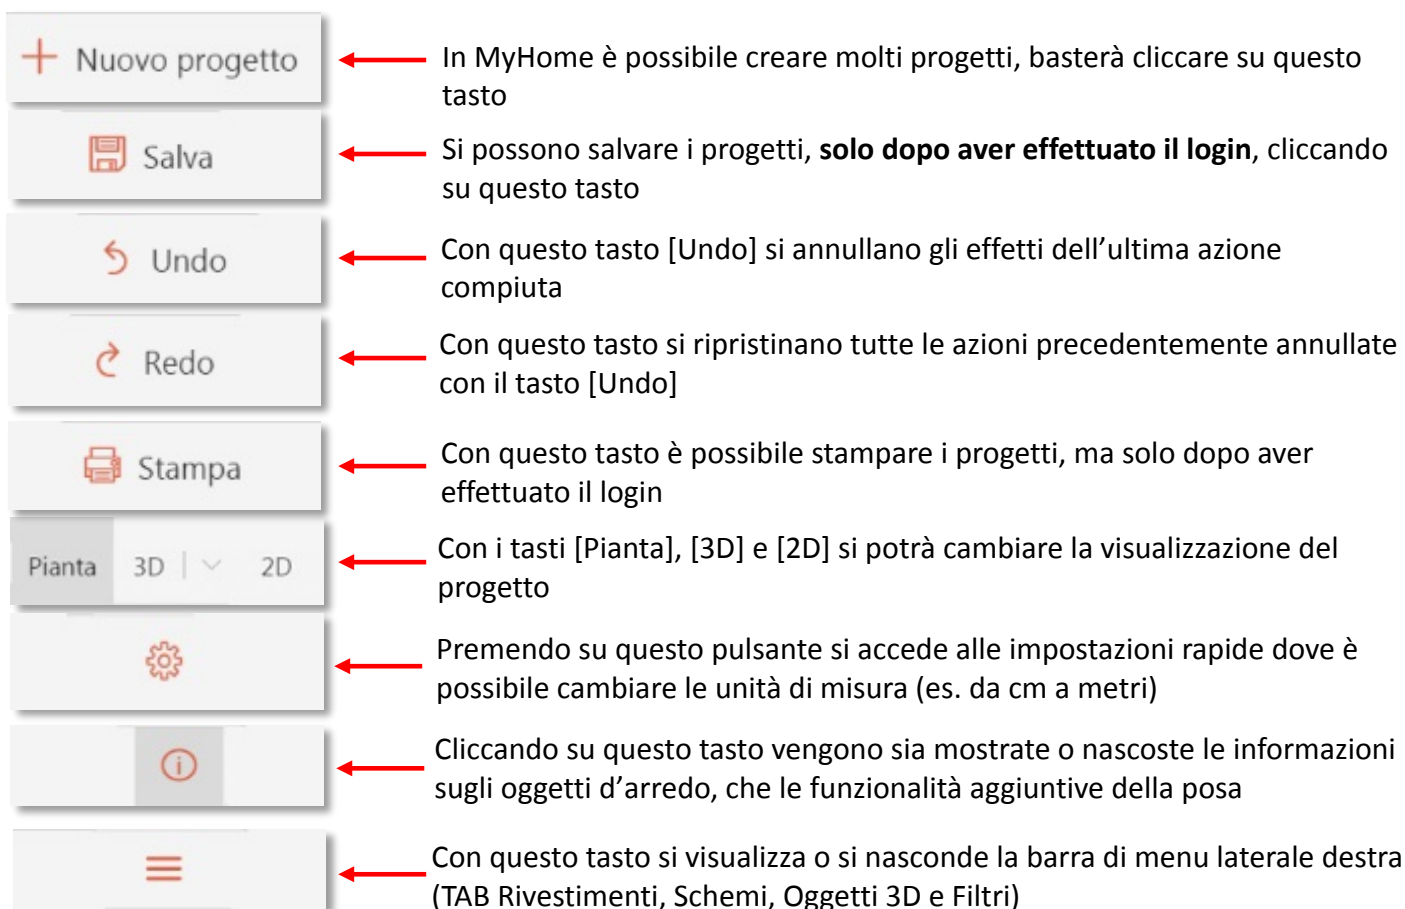 Nuovo progetto
In MyHome è possibile creare molti progetti, basterà cliccare su questo
tasto
Salva
Si possono salvare i progetti, solo dopo aver effettuato il login, cliccando
su questo tasto
Undo
Con questo tasto [Undo] si annullano gli effetti dell’ultima azione
compiuta
Redo
Con questo tasto si ripristinano tutte le azioni precedentemente annullate
con il tasto [Undo]
Stampa
Con questo tasto è possibile stampare i progetti, ma solo dopo aver
effettuato il login
Pianta 3D | 2D
Con i tasti [Pianta], [3D] e [2D] si potrà cambiare la visualizzazione del
progetto
Premendo su questo pulsante si accede alle impostazioni rapide dove è
possibile cambiare le unità di misura (es. da cm a metri)
Cliccando su questo tasto vengono sia mostrate o nascoste le informazioni
sugli oggetti d’arredo, che le funzionalità aggiuntive della posa
Con questo tasto si visualizza o si nasconde la barra di menu laterale destra
(TAB Rivestimenti, Schemi, Oggetti 3D e Filtri)